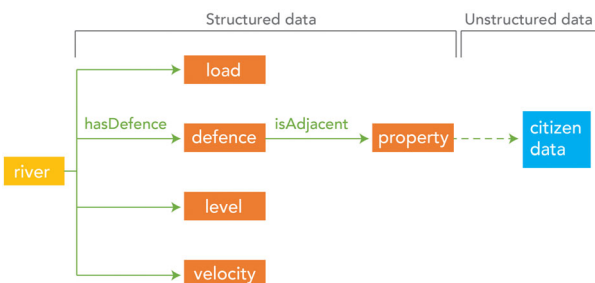 Structured data
Unstructured data
load
hasDefence
defence
isAdjacent
property
citizen
data
river
level
velocity